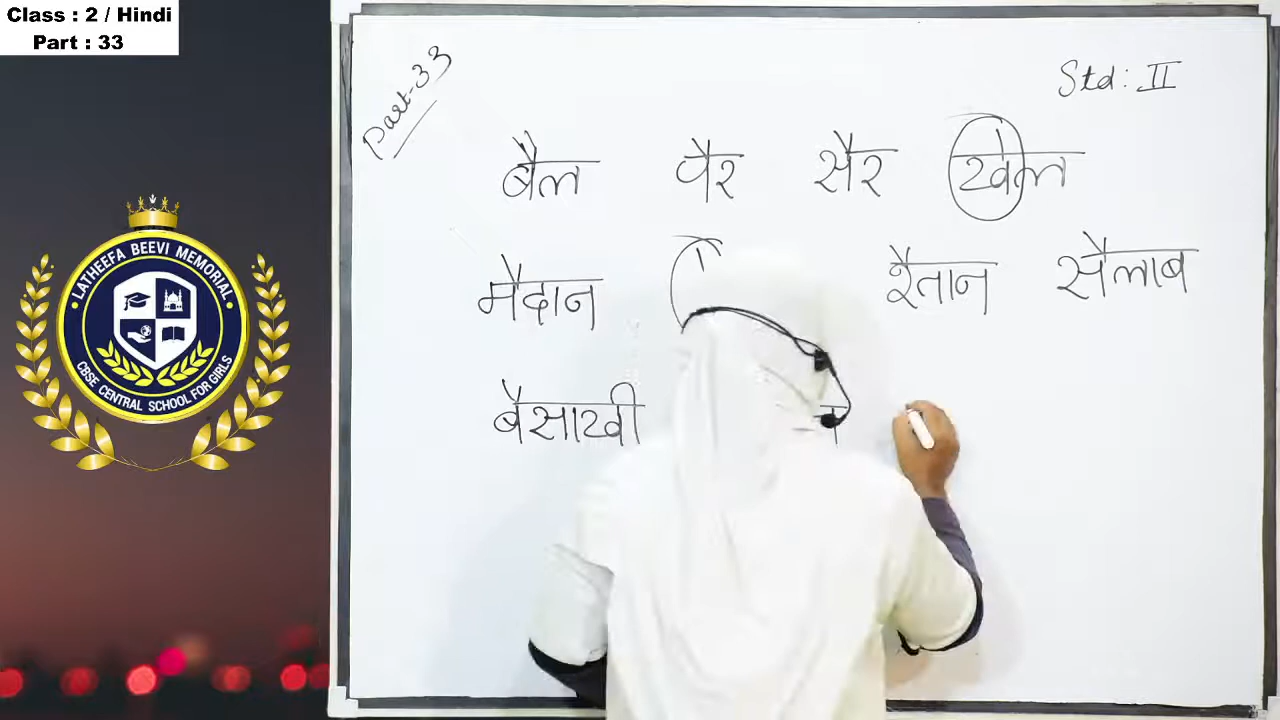 Class : 2 / Hindi
Part : 33
Part-33
Std: II
बैल पैर सैर खेल
मैदान शैतान सैलाब
बैसाखी
LATHEEFA BEEVI MEMORIAL
CBSE CENTRAL SCHOOL FOR GIRLS